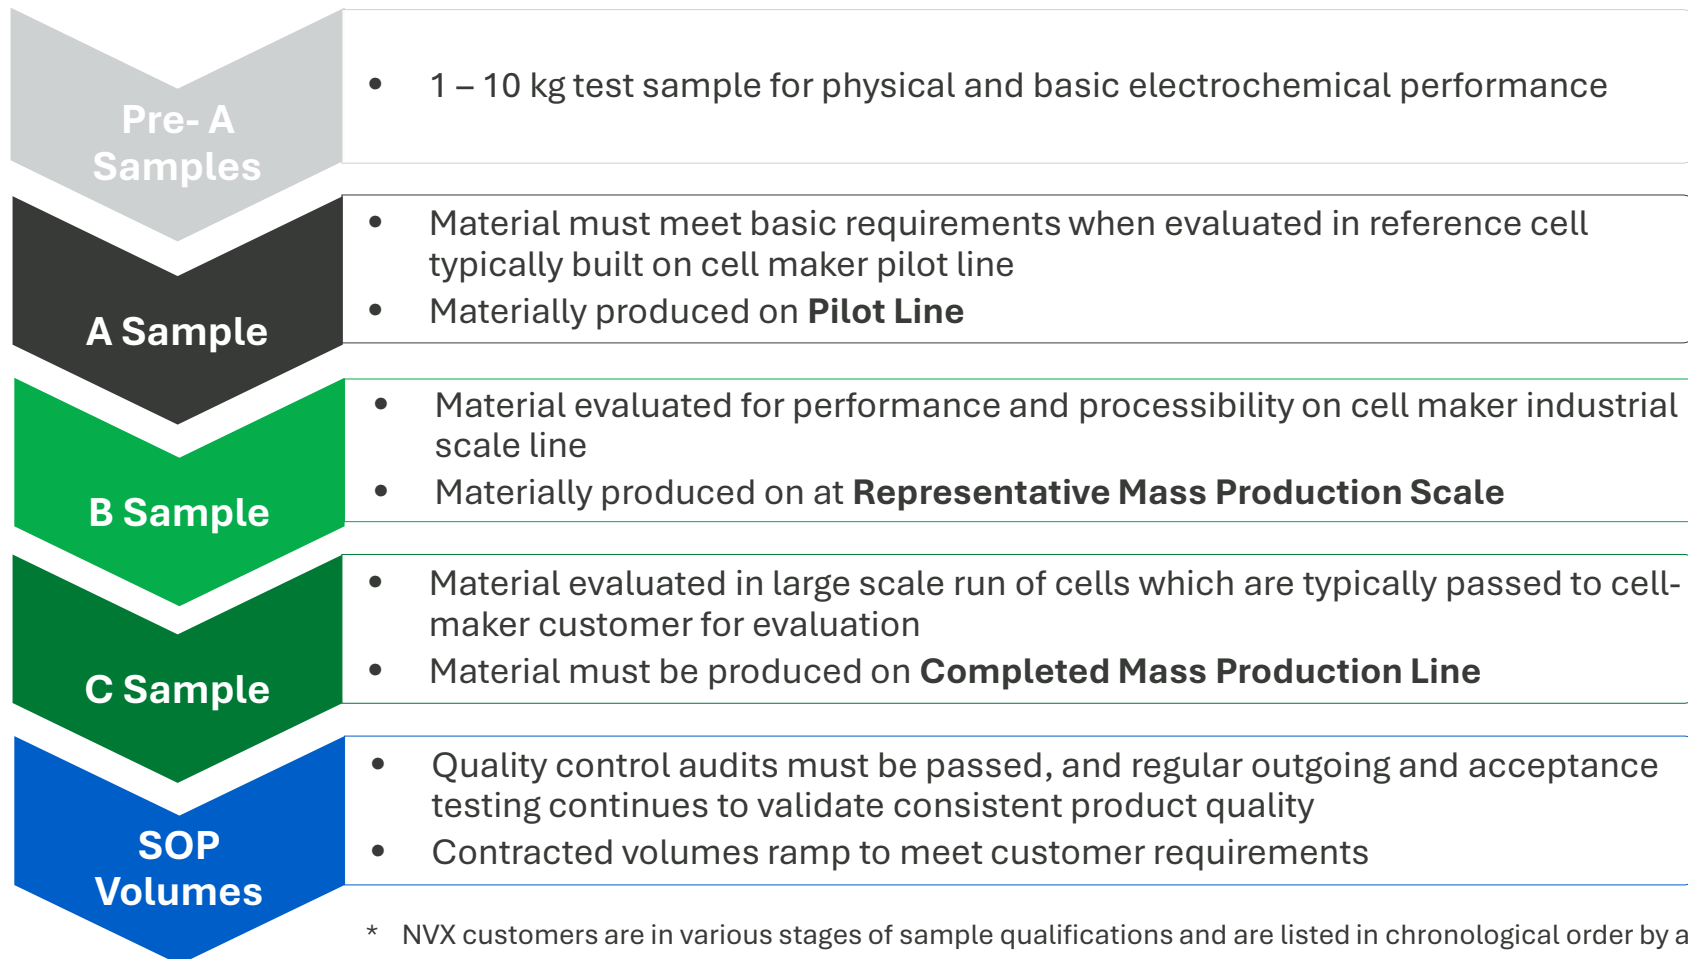 Pre- A
Samples
• 1 – 10 kg test sample for physical and basic electrochemical performance
A Sample
• Material must meet basic requirements when evaluated in reference cell
typically built on cell maker pilot line
• Materially produced on Pilot Line
B Sample
• Material evaluated for performance and processibility on cell maker industrial
scale line
• Materially produced on at Representative Mass Production Scale
C Sample
• Material evaluated in large scale run of cells which are typically passed to cell-
maker customer for evaluation
• Material must be produced on Completed Mass Production Line
SOP
Volumes
• Quality control audits must be passed, and regular outgoing and acceptance
testing continues to validate consistent product quality
• Contracted volumes ramp to meet customer requirements
* NVX customers are in various stages of sample qualifications and are listed in chronological order by a